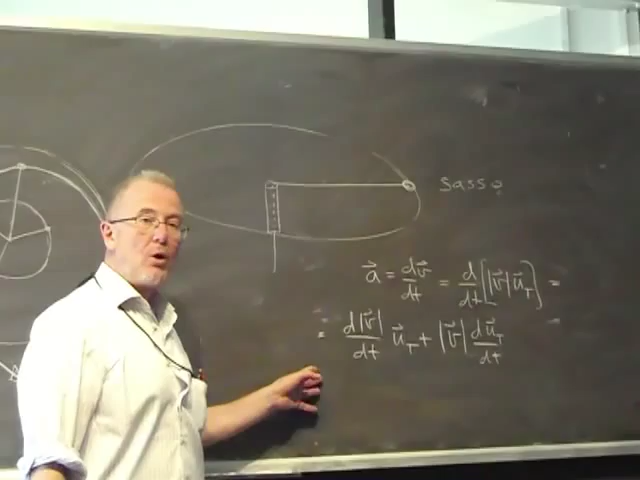 sasso
a⃗ = dv⃗/dt = d/dt [|v⃗| u⃗_T] =
= d|v⃗|/dt u⃗_T + |v⃗| du⃗_T/dt